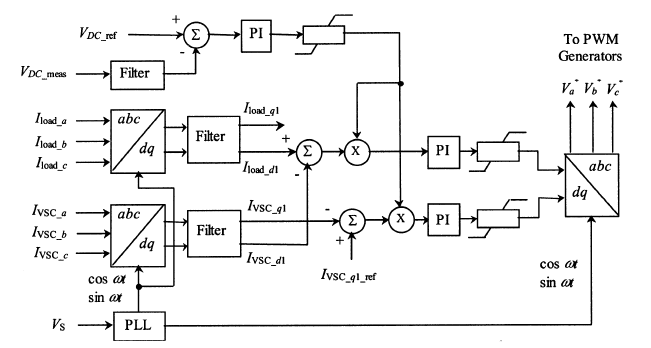 V_DC_ref
+
Σ
-
PI
V_DC_meas
Filter
To PWM
Generators
V_a* V_b* V_c*
I_load_a
I_load_b
I_load_c
abc
dq
Filter
I_load_q1
I_load_d1
+
Σ
-
X
PI
abc
dq
I_VSC_a
I_VSC_b
I_VSC_c
abc
dq
Filter
I_VSC_q1
I_VSC_d1
-
Σ
+
X
PI
I_VSC_q1_ref
cos ωt
sin ωt
cos ωt
sin ωt
V_S
PLL